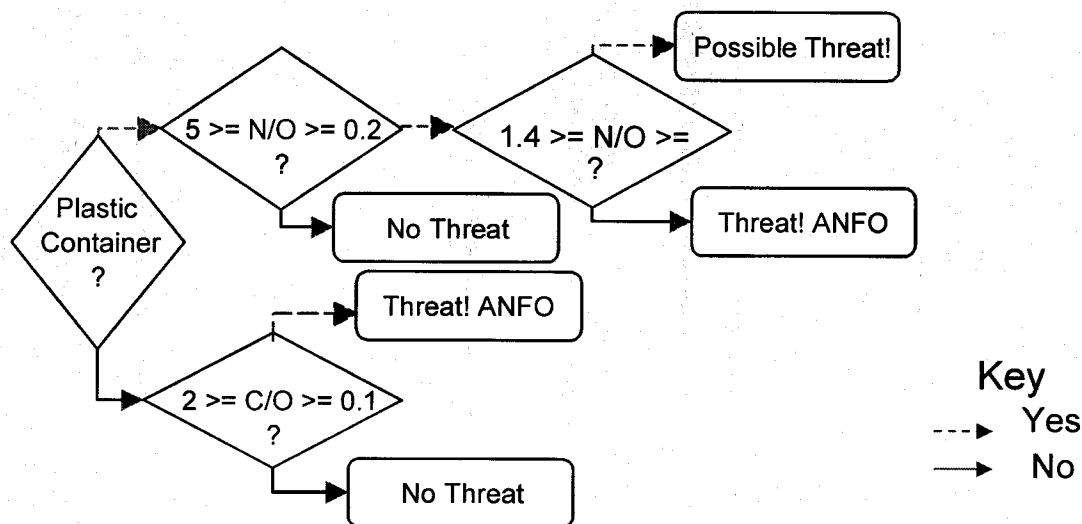 Possible Threat!
5 >= N/O >= 0.2
?
1.4 >= N/O >=
?
Plastic
Container
?
No Threat
Threat! ANFO
Threat! ANFO
2 >= C/O >= 0.1
?
No Threat
Key
Yes
No